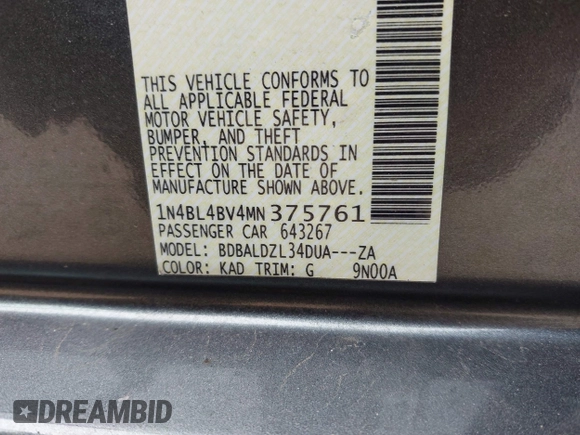 THIS VEHICLE CONFORMS TO
ALL APPLICABLE FEDERAL
MOTOR VEHICLE SAFETY,
BUMPER, AND THEFT
PREVENTION STANDARDS IN
EFFECT ON THE DATE OF
MANUFACTURE SHOWN ABOVE.
1N4BL4BV4MN375761
PASSENGER CAR 643267
MODEL: BDBALDZL34DUA---ZA
COLOR: KAD TRIM: G 9N00A
DREAMBID